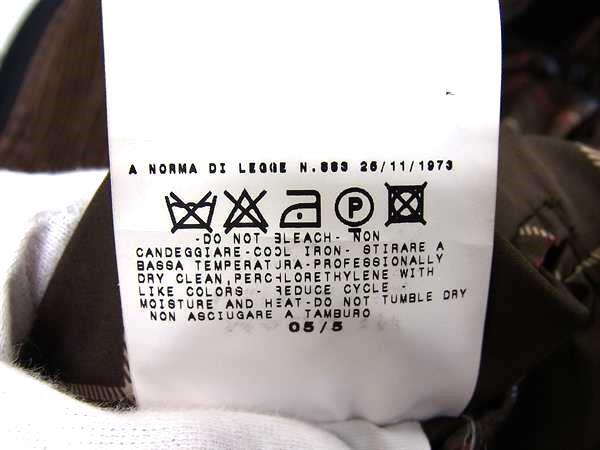 A NORMA DI LEGGE N.883 26/11/1973
P
-DO NOT BLEACH- NON
CANDEGGIARE-COOL IRON- STIRARE A
BASSA TEMPERATURA-PROFESSIONALLY
DRY CLEAN,PERCHLORETHYLENE WITH
LIKE COLORS - REDUCE CYCLE -
MOISTURE AND HEAT-DO NOT TUMBLE DRY
NON ASCIUGARE A TAMBURO
05/5